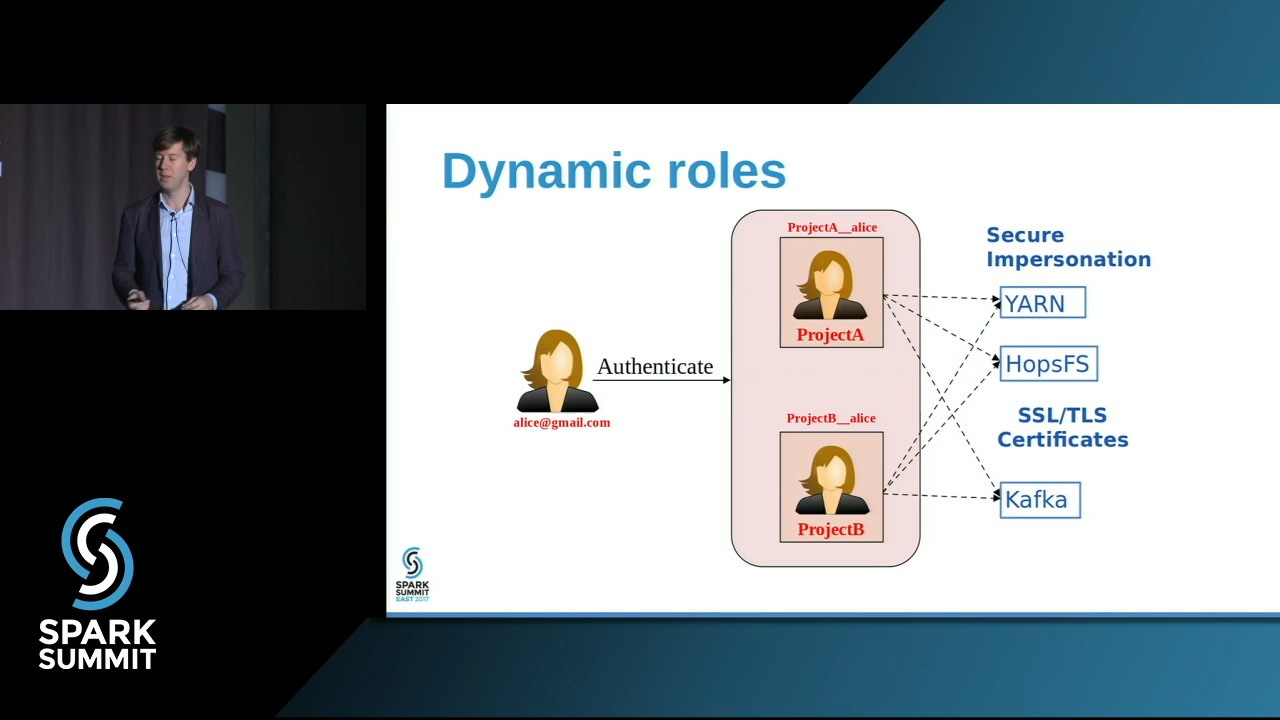 Dynamic roles
ProjectA__alice
ProjectA
Secure
Impersonation
YARN
HopsFS
Authenticate
alice@gmail.com
SSL/TLS
Certificates
ProjectB__alice
ProjectB
Kafka
SPARK
SUMMIT
EAST 2017
SPARK
SUMMIT